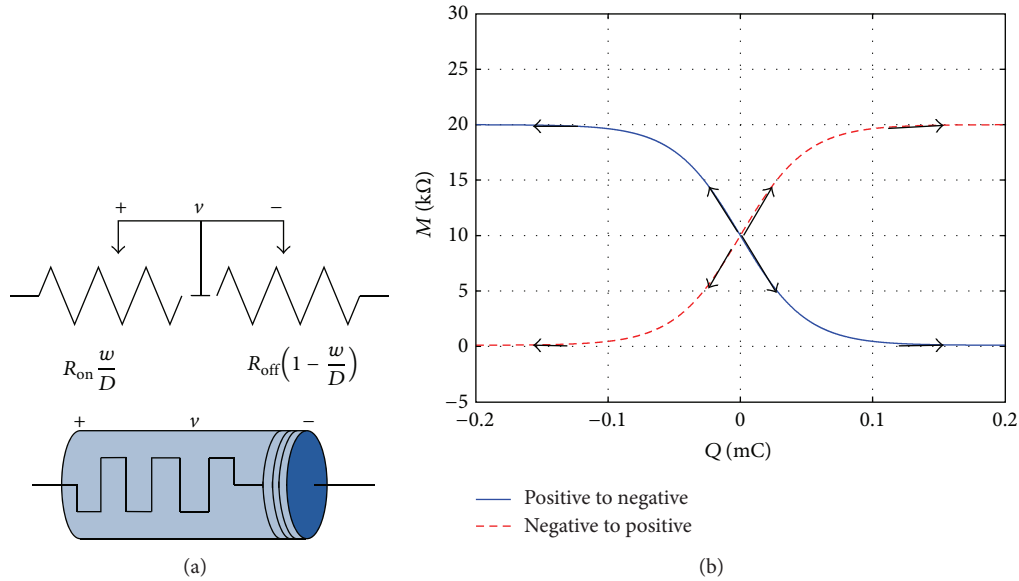 + v −
R_on w/D
R_off(1 − w/D)
+ v −
(a)
30
25
20
15
10
5
0
−5
M (kΩ)
−0.2 −0.1 0 0.1 0.2
Q (mC)
Positive to negative
Negative to positive
(b)